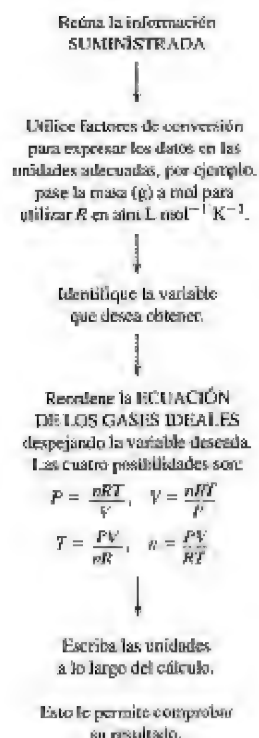 Reúna la información
SUMINISTRADA
Utilice factores de conversión
para expresar los datos en las
unidades adecuadas, por ejemplo,
pase la masa (g) a mol para
utilizar R en atm L mol⁻¹ K⁻¹.
Identifique la variable
que desea obtener.
Reordene la ECUACIÓN
DE LOS GASES IDEALES
despejando la variable deseada.
Las cuatro posibilidades son:
P = nRT/V, V = nRT/P
T = PV/nR, n = PV/RT
Escriba las unidades
a lo largo del cálculo.
Esto le permite comprobar
su resultado.